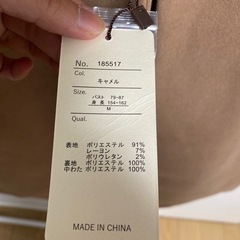 No. 185517
Col.
キャメル
Size.
バスト 79-87
身長 154-162
M
Qual.
表地 ポリエステル 91%
レーヨン 7%
ポリウレタン 2%
裏地 ポリエステル 100%
中わた ポリエステル 100%
MADE IN CHINA